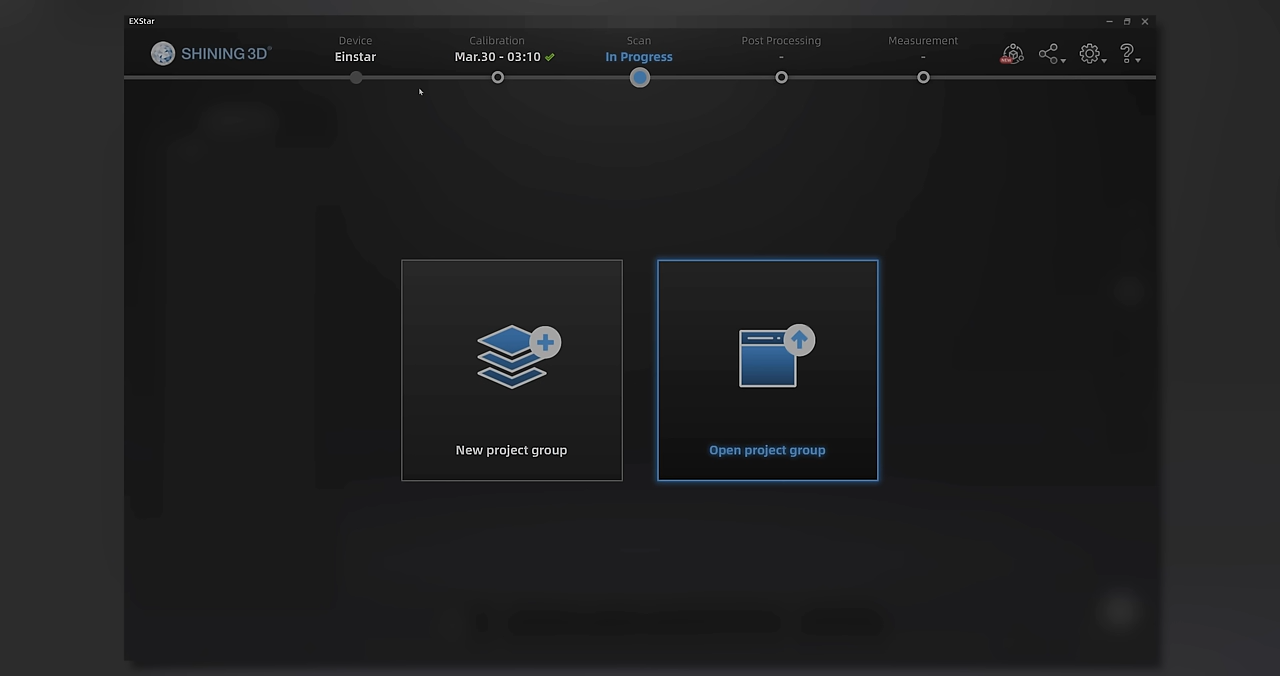 EXStar
SHINING 3D®
Device
Einstar
Calibration
Mar.30 - 03:10
Scan
In Progress
Post Processing
-
Measurement
-
NEW
?
New project group
Open project group